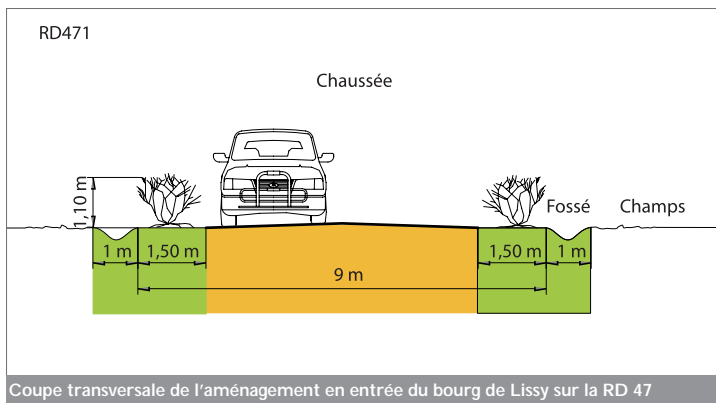 RD471
Chaussée
1,10 m
Fossé Champs
1 m 1,50 m 1,50 m 1 m
9 m
Coupe transversale de l'aménagement en entrée du bourg de Lissy sur la RD 47